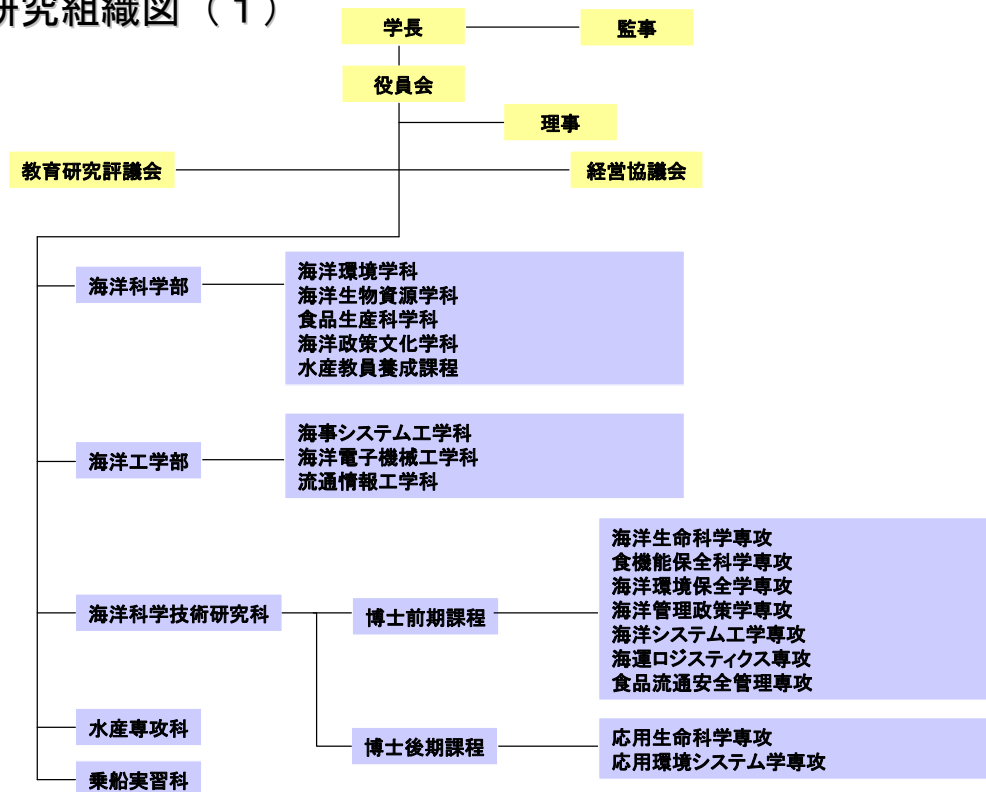 研究組織図（１）
学長
監事
役員会
理事
教育研究評議会
経営協議会
海洋科学部
海洋環境学科
海洋生物資源学科
食品生産科学科
海洋政策文化学科
水産教員養成課程
海洋工学部
海事システム工学科
海洋電子機械工学科
流通情報工学科
海洋科学技術研究科
博士前期課程
海洋生命科学専攻
食機能保全科学専攻
海洋環境保全学専攻
海洋管理政策学専攻
海洋システム工学専攻
海運ロジスティクス専攻
食品流通安全管理専攻
水産専攻科
博士後期課程
応用生命科学専攻
応用環境システム学専攻
乗船実習科